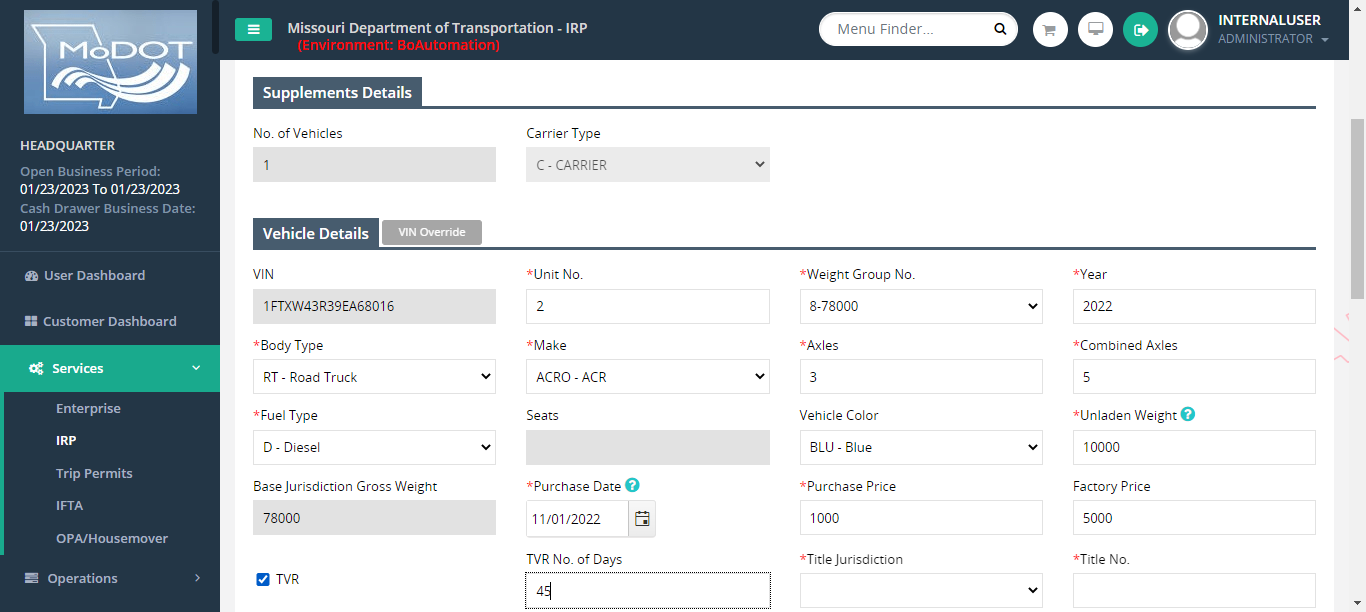 MoDOT
Missouri Department of Transportation - IRP
(Environment: BoAutomation)
Menu Finder...
INTERNALUSER
ADMINISTRATOR
HEADQUARTER
Open Business Period:
01/23/2023 To 01/23/2023
Cash Drawer Business Date:
01/23/2023
User Dashboard
Customer Dashboard
Services
Enterprise
IRP
Trip Permits
IFTA
OPA/Housemover
Operations
Supplements Details
No. of Vehicles
Carrier Type
1
C - CARRIER
Vehicle Details
VIN Override
VIN
*Unit No.
*Weight Group No.
*Year
1FTXW43R39EA68016
2
8-78000
2022
*Body Type
*Make
*Axles
*Combined Axles
RT - Road Truck
ACRO - ACR
3
5
*Fuel Type
Seats
Vehicle Color
*Unladen Weight ?
D - Diesel
BLU - Blue
10000
Base Jurisdiction Gross Weight
*Purchase Date ?
*Purchase Price
Factory Price
78000
11/01/2022
1000
5000
TVR
TVR No. of Days
*Title Jurisdiction
*Title No.
45